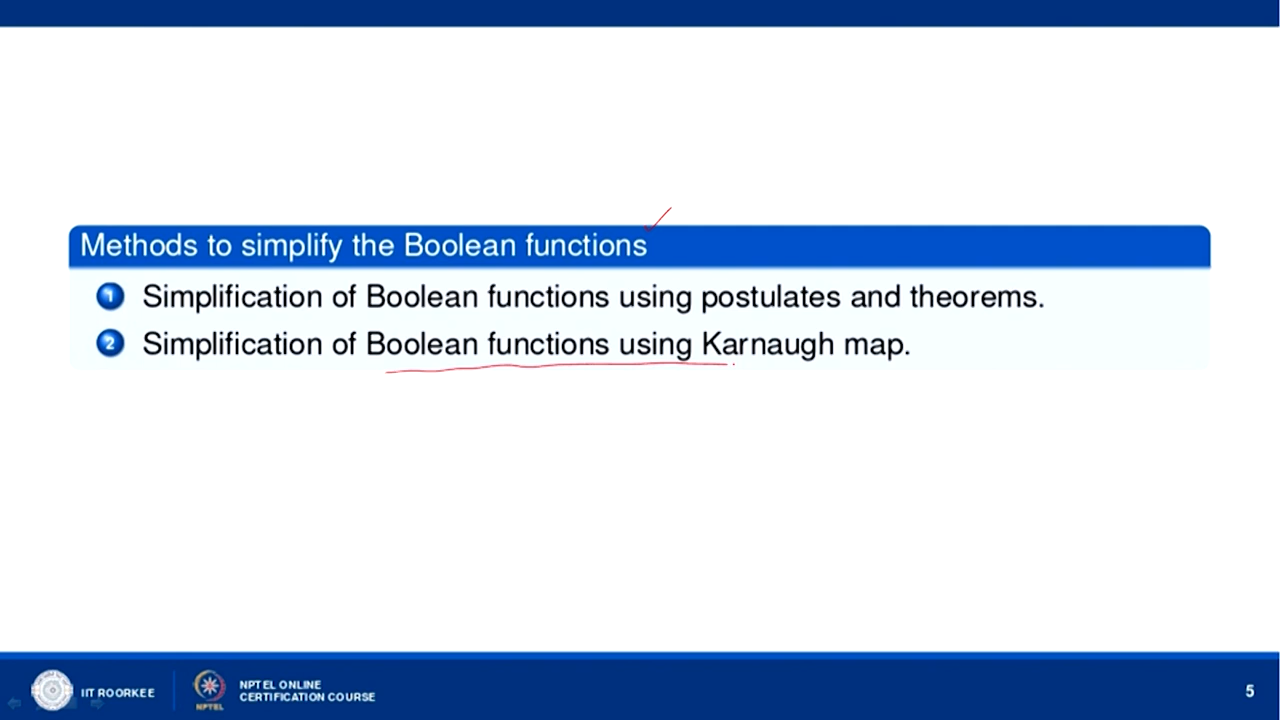 Methods to simplify the Boolean functions
1 Simplification of Boolean functions using postulates and theorems.
2 Simplification of Boolean functions using Karnaugh map.
IIT ROORKEE
NPTEL
NPTEL ONLINE
CERTIFICATION COURSE
5